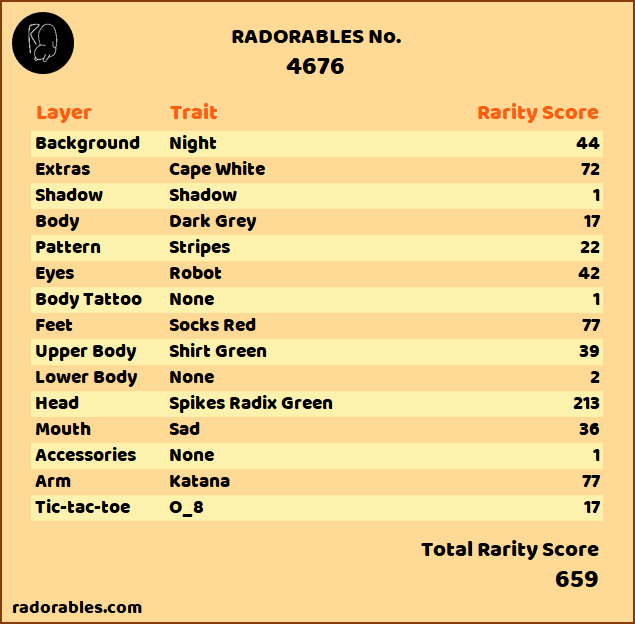 RADORABLES No.
4676
Layer Trait Rarity Score
Background Night 44
Extras Cape White 72
Shadow Shadow 1
Body Dark Grey 17
Pattern Stripes 22
Eyes Robot 42
Body Tattoo None 1
Feet Socks Red 77
Upper Body Shirt Green 39
Lower Body None 2
Head Spikes Radix Green 213
Mouth Sad 36
Accessories None 1
Arm Katana 77
Tic-tac-toe O_8 17
Total Rarity Score
659
radorables.com